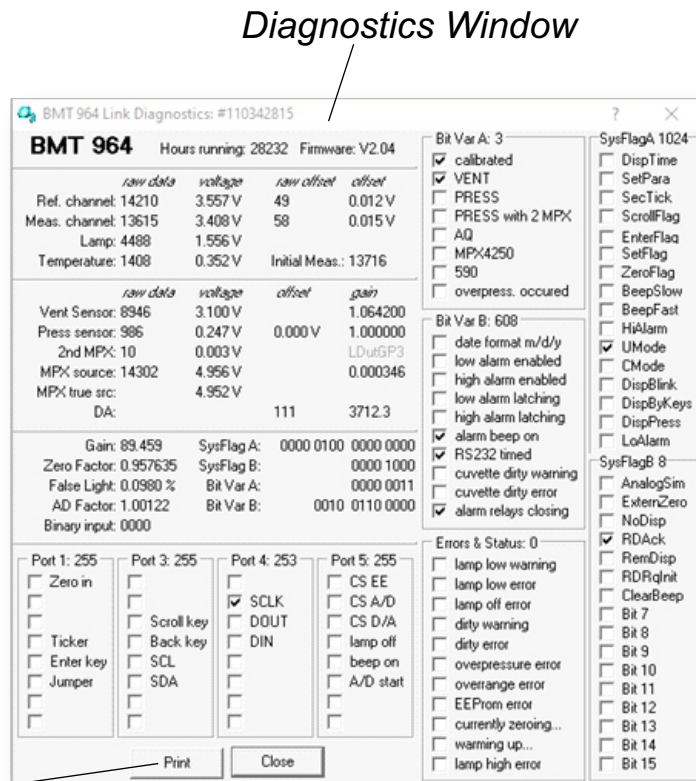 Diagnostics Window
BMT 964 Link Diagnostics: #110342815
BMT 964 Hours running: 28232 Firmware: V2.04
raw data voltage raw offset offset
Ref. channel: 14210 3.557 V 49 0.012 V
Meas. channel: 13615 3.408 V 58 0.015 V
Lamp: 4488 1.556 V
Temperature: 1408 0.352 V Initial Meas.: 13716
raw data voltage offset gain
Vent Sensor: 8946 3.100 V 1.064200
Press sensor: 986 0.247 V 0.000 V 1.000000
2nd MPX: 10 0.003 V LDutGP3
MPX source: 14302 4.956 V 0.000346
MPX true src: 4.952 V
DA: 111 3712.3
Gain: 89.459 SysFlag A: 0000 0100 0000 0000
Zero Factor: 0.957635 SysFlag B: 0000 1000
False Light: 0.0980 % Bit Var A: 0000 0011
AD Factor: 1.00122 Bit Var B: 0010 0110 0000
Binary input: 0000
Port 1: 255
Zero in
Ticker
Enter key
Jumper
Port 3: 255
Scroll key
Back key
SCL
SDA
Port 4: 253
SCLK
DOUT
DIN
Port 5: 255
CS EE
CS A/D
CS D/A
lamp off
beep on
A/D start
Print Close
Bit Var A: 3
calibrated
VENT
PRESS
PRESS with 2 MPX
AQ
MPX4250
590
overpress. occured
Bit Var B: 608
date format m/d/y
low alarm enabled
high alarm enabled
low alarm latching
high alarm latching
alarm beep on
RS232 timed
cuvette dirty warning
cuvette dirty error
alarm relays closing
Errors & Status: 0
lamp low warning
lamp low error
lamp off error
dirty warning
dirty error
overpressure error
overrange error
EEProm error
currently zeroing...
warming up...
lamp high error
SysFlagA 1024
DispTime
SetPara
SecTick
ScrollFlag
EnterFlag
SetFlag
ZeroFlag
BeepSlow
BeepFast
HiAlarm
UMode
CMode
DispBlink
DispByKeys
DispPress
LoAlarm
SysFlagB 8
AnalogSim
ExternZero
NoDisp
RDAck
RemDisp
RDRqInit
ClearBeep
Bit 7
Bit 8
Bit 9
Bit 10
Bit 11
Bit 12
Bit 13
Bit 14
Bit 15